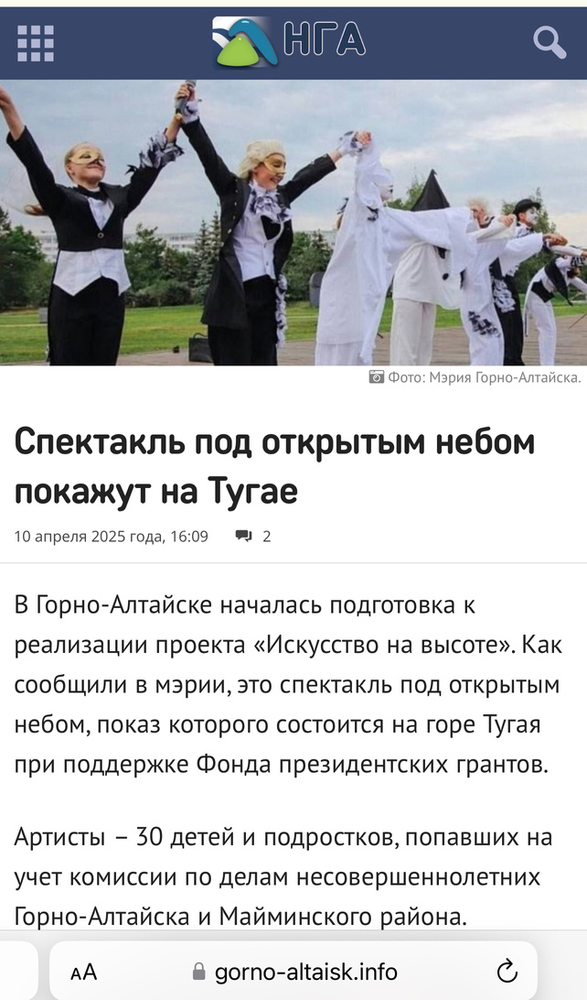 НГА
Фото: Мэрия Горно-Алтайска.
Спектакль под открытым небом
покажут на Тугае
10 апреля 2025 года, 16:09 2
В Горно-Алтайске началась подготовка к
реализации проекта «Искусство на высоте». Как
сообщили в мэрии, это спектакль под открытым
небом, показ которого состоится на горе Тугая
при поддержке Фонда президентских грантов.
Артисты – 30 детей и подростков, попавших на
учет комиссии по делам несовершеннолетних
Горно-Алтайска и Майминского района.
AA gorno-altaisk.info